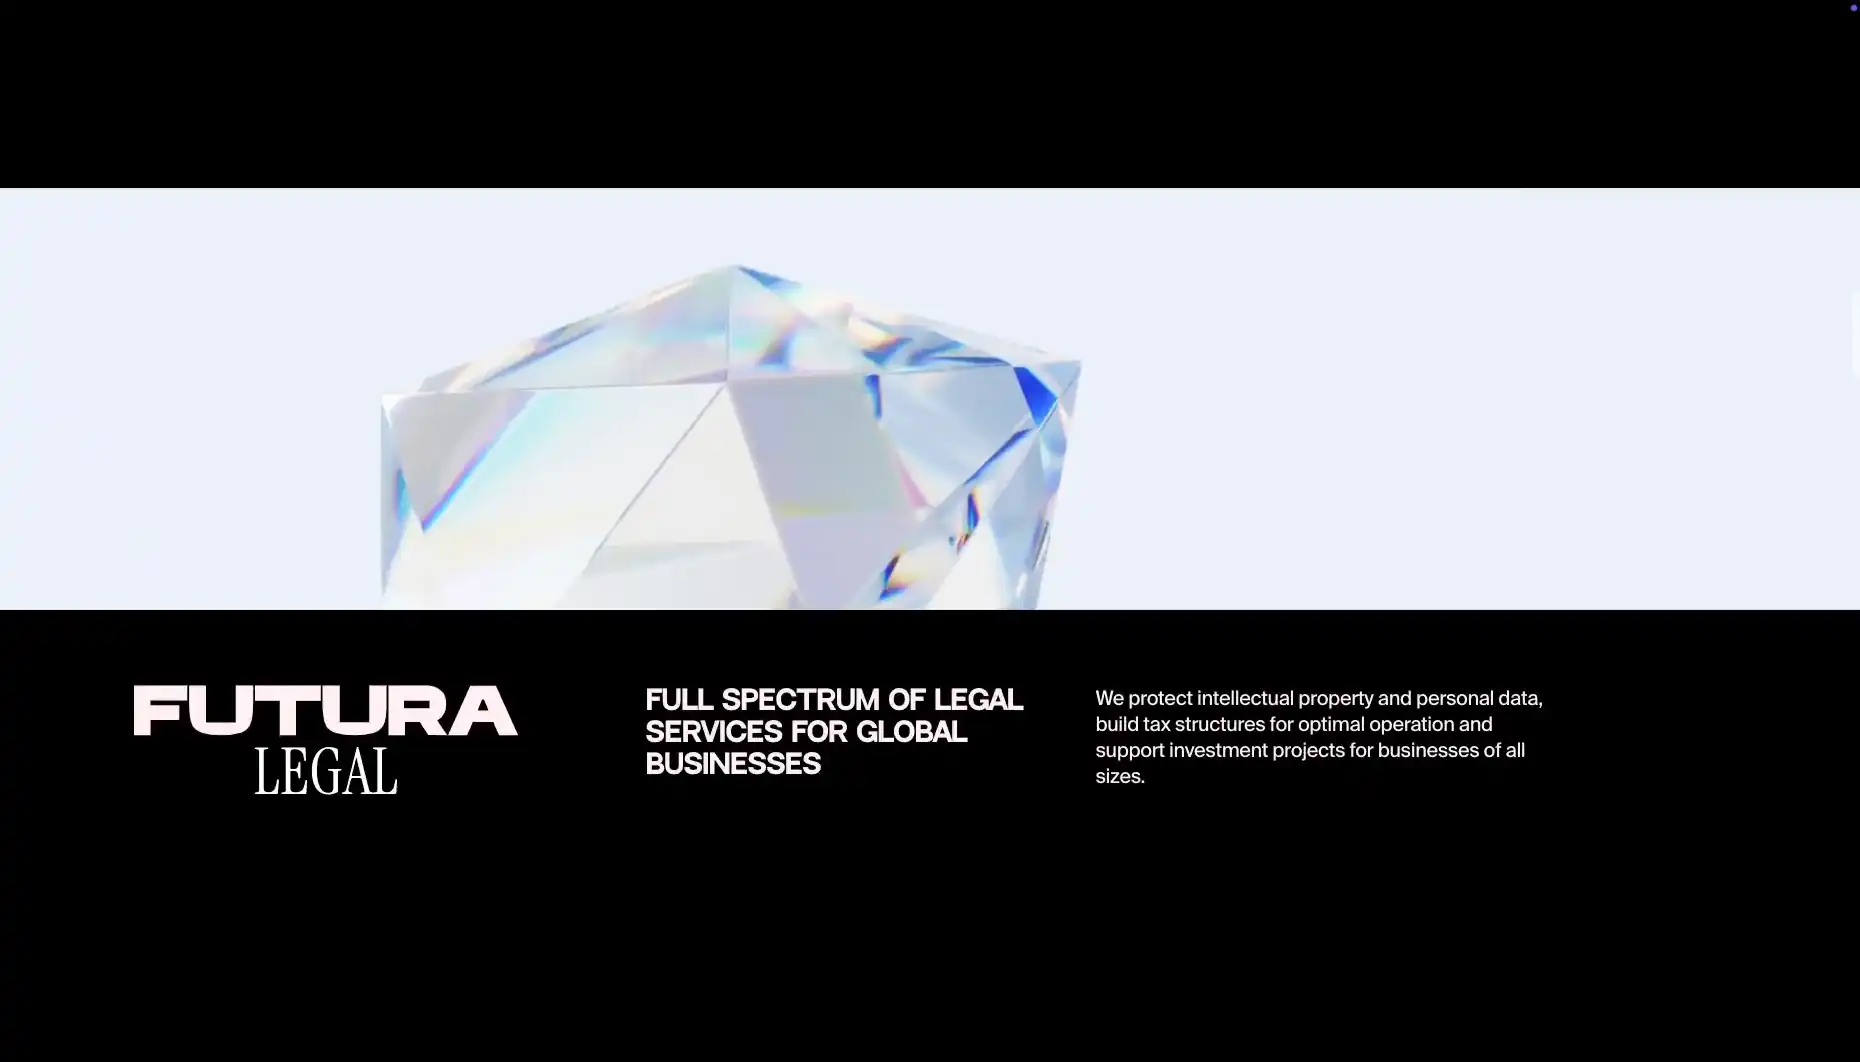 FUTURA
LEGAL
FULL SPECTRUM OF LEGAL
SERVICES FOR GLOBAL
BUSINESSES
We protect intellectual property and personal data,
build tax structures for optimal operation and
support investment projects for businesses of all
sizes.